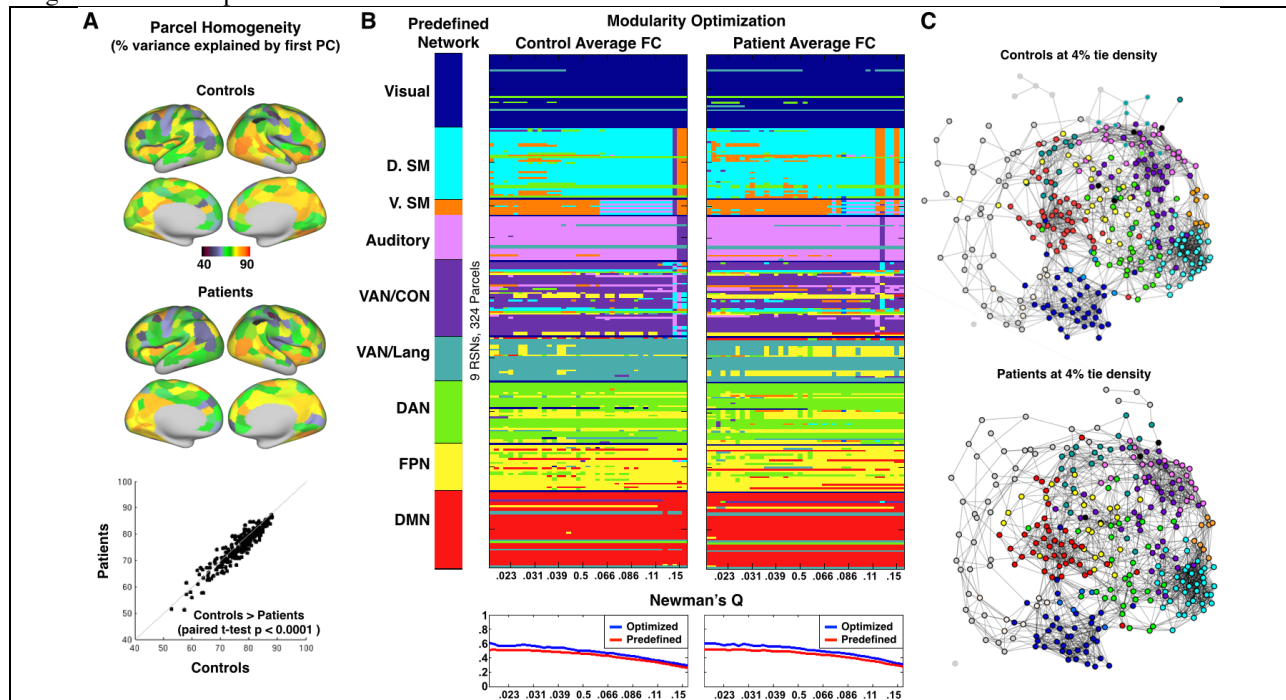 A
Parcel Homogeneity
(% variance explained by first PC)
Controls
40 90
Patients
100
90
80
70
60
50
40
Patients
Controls > Patients
(paired t-test p < 0.0001 )
40 50 60 70 80 90 100
Controls
B
Modularity Optimization
Predefined
Network
Control Average FC
Patient Average FC
Visual
D. SM
V. SM
Auditory
VAN/CON
VAN/Lang
DAN
FPN
DMN
9 RSNs, 324 Parcels
.023 .031 .039 0.5 .066 .086 .11 .15
.023 .031 .039 0.5 .066 .086 .11 .15
Newman's Q
1
.8
.6
.4
.2
0
Optimized
Predefined
Optimized
Predefined
.023 .031 .039 0.5 .066 .086 .11 .15
.023 .031 .039 0.5 .066 .086 .11 .15
C
Controls at 4% tie density
Patients at 4% tie density